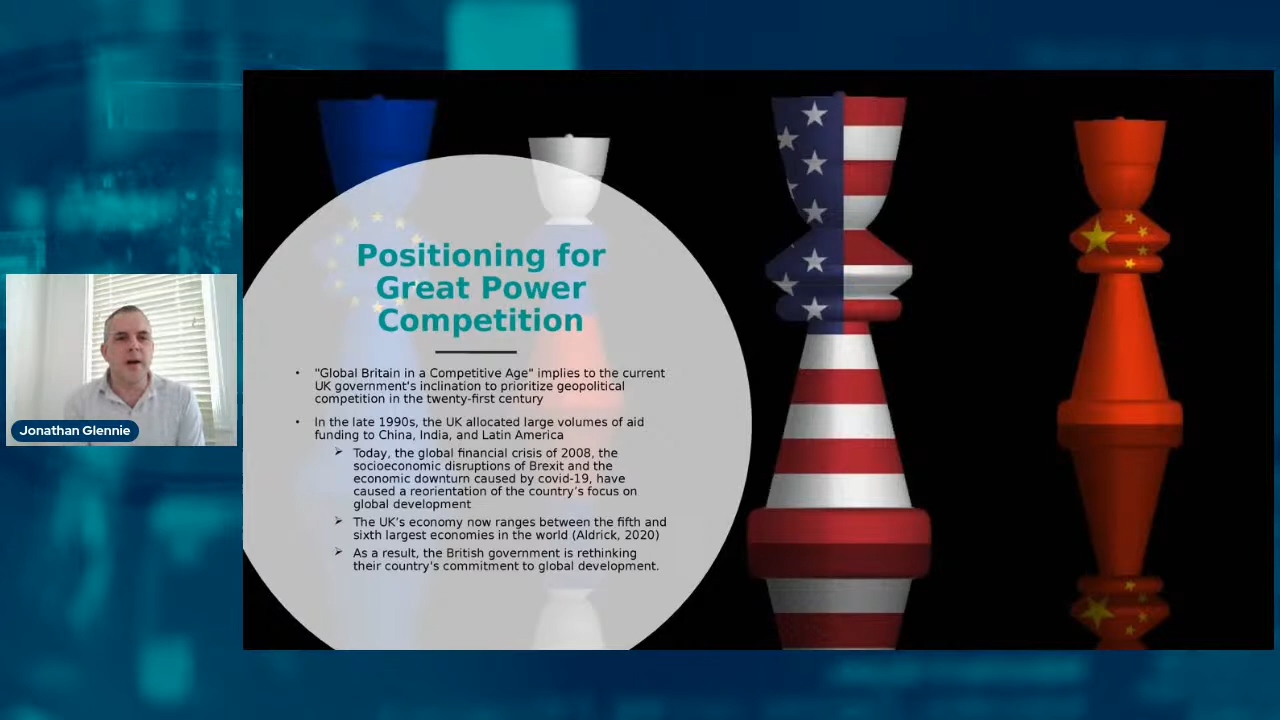 Positioning for
Great Power
Competition
• "Global Britain in a Competitive Age" implies to the current
UK government's inclination to prioritize geopolitical
competition in the twenty-first century
• In the late 1990s, the UK allocated large volumes of aid
funding to China, India, and Latin America
➢ Today, the global financial crisis of 2008, the
socioeconomic disruptions of Brexit and the
economic downturn caused by covid-19, have
caused a reorientation of the country’s focus on
global development
➢ The UK’s economy now ranges between the fifth and
sixth largest economies in the world (Aldrick, 2020)
➢ As a result, the British government is rethinking
their country’s commitment to global development.
Jonathan Glennie